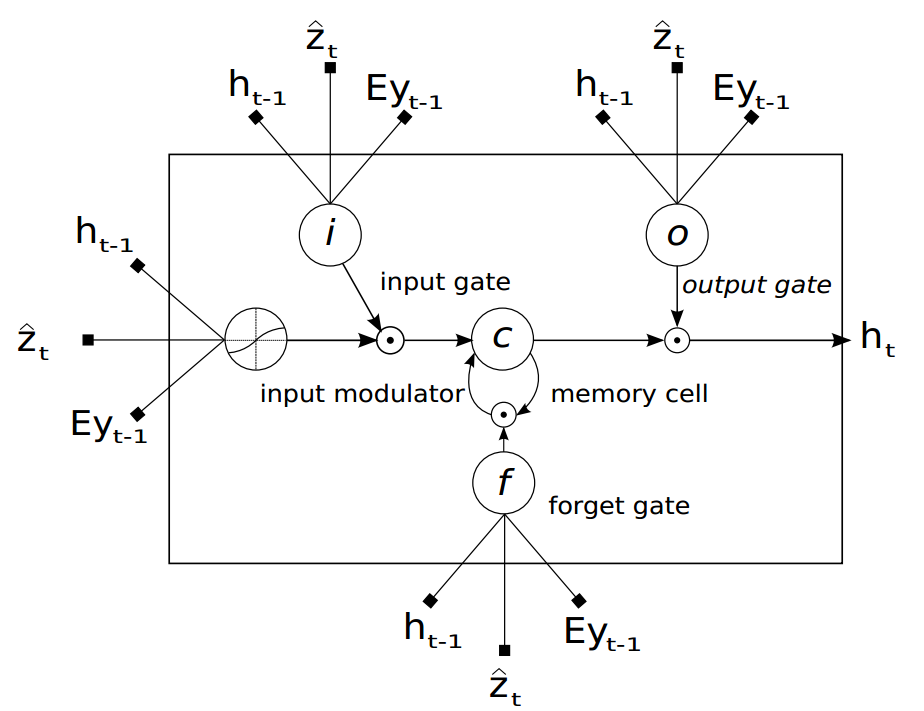 ẑt
ẑt
ht-1
Eyt-1
ht-1
Eyt-1
ht-1
i
o
input gate
output gate
ẑt
c
ht
input modulator
memory cell
Eyt-1
f
forget gate
ht-1
Eyt-1
ẑt